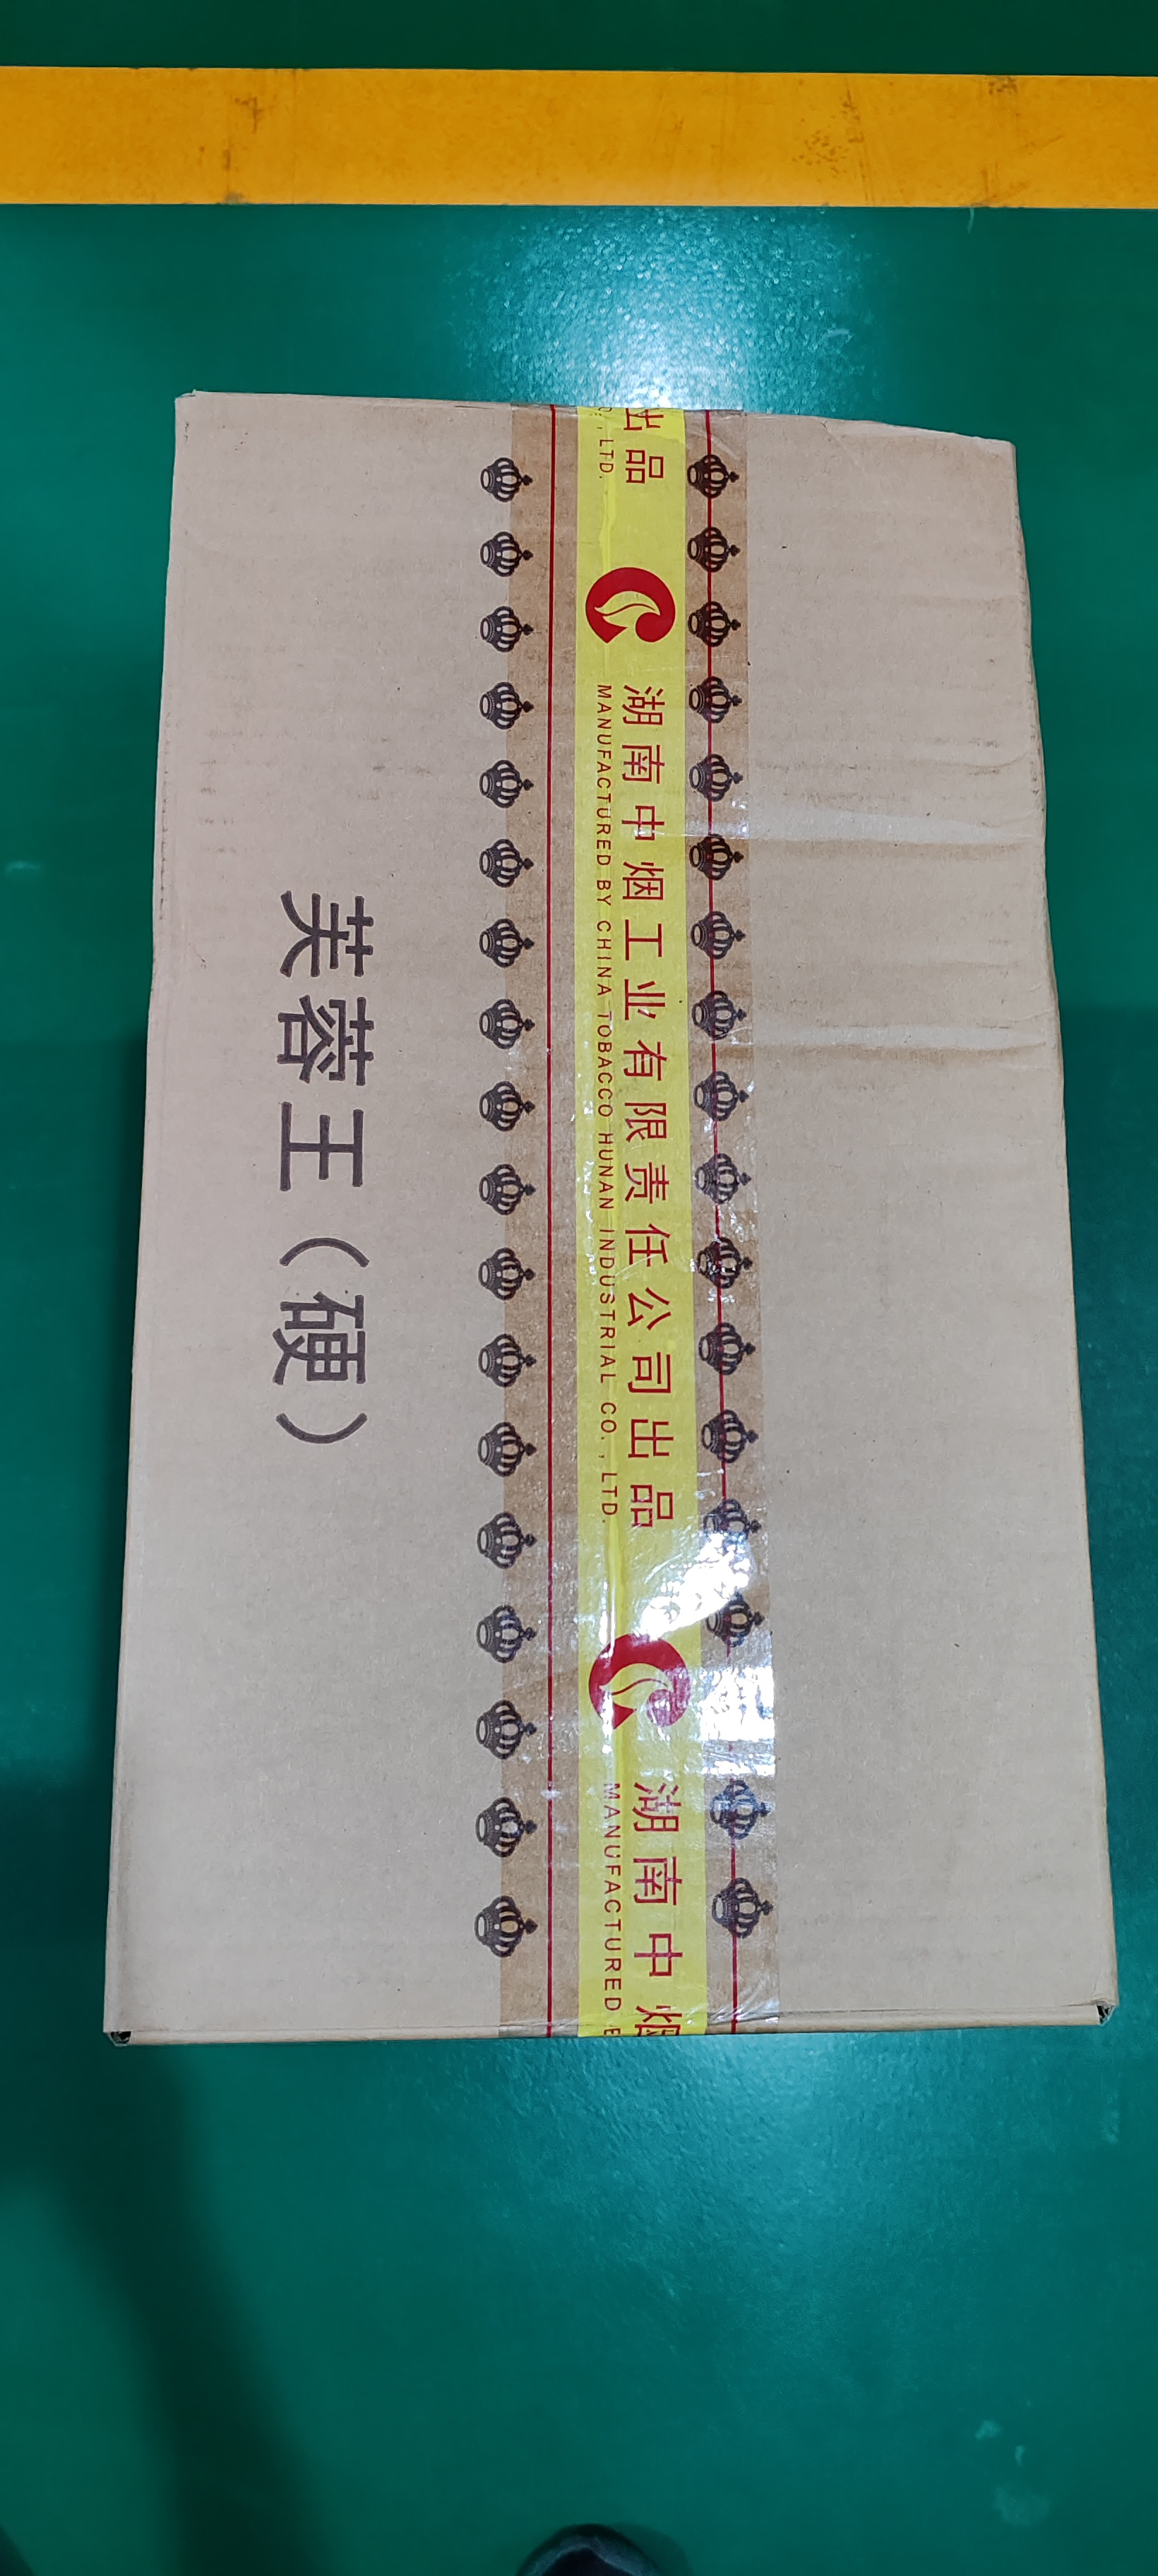 出品
O., LTD.
湖南中烟工业有限责任公司出品
MANUFACTURED BY CHINA TOBACCO HUNAN INDUSTRIAL CO., LTD.
湖南中烟
MANUFACTURED
芙蓉王（硬）